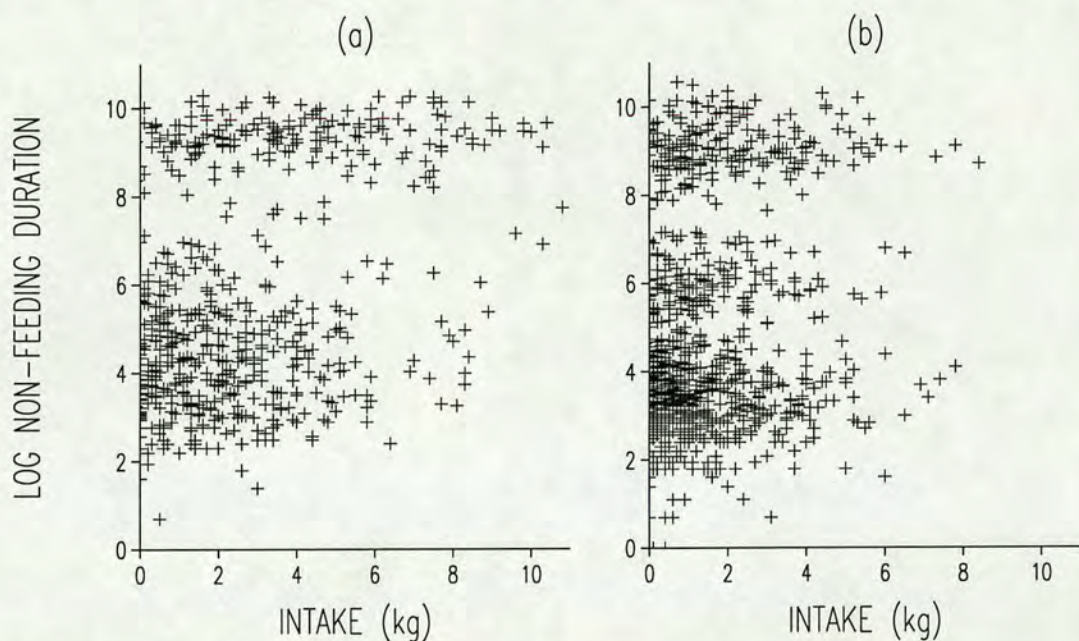 (a) (b)
LOG NON-FEEDING DURATION
10 10
8 8
6 6
4 4
2 2
0 0
0 2 4 6 8 10 0 2 4 6 8 10
INTAKE (kg) INTAKE (kg)